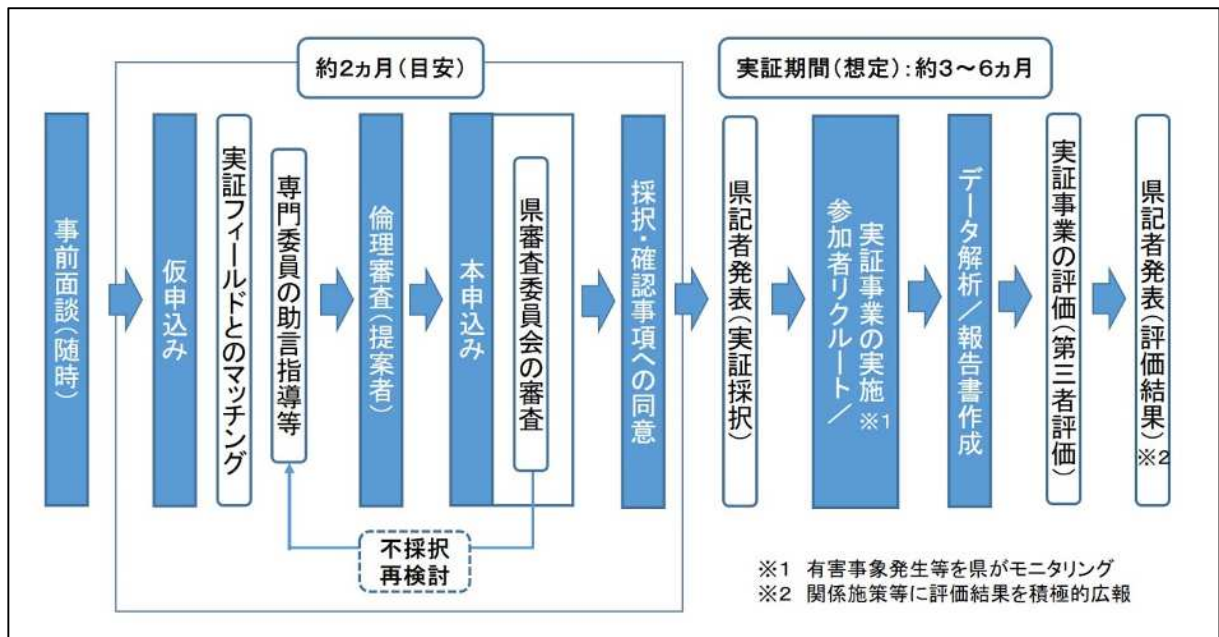 約2ヵ月(目安)
実証期間(想定):約3～6ヵ月
事前面談(随時)
仮申込み
実証フィールドとのマッチング
専門委員の助言指導等
倫理審査(提案者)
本申込み
県審査委員会の審査
採択・確認事項への同意
県記者発表(実証採択)
参加者リクルート／
実証事業の実施
※1
データ解析／報告書作成
実証事業の評価(第三者評価)
県記者発表(評価結果)
※2
不採択
再検討
※1 有害事象発生等を県がモニタリング
※2 関係施策等に評価結果を積極的広報